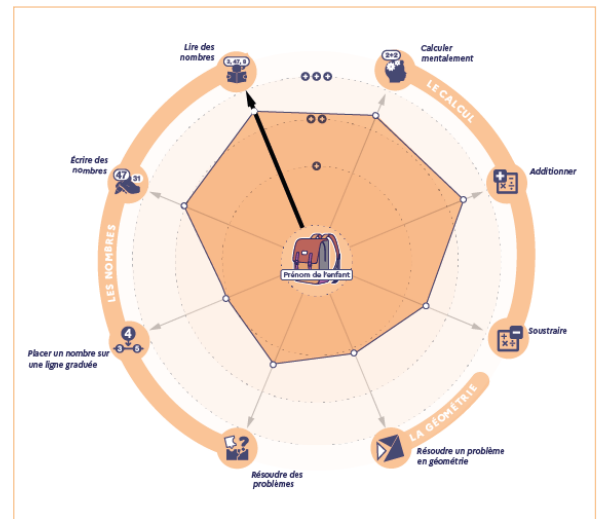 Lire des
nombres
3, 47, 8
2+2
Calculer
mentalement
LE CALCUL
Écrire des
nombres
47 31
Additionner
LES NOMBRES
Prénom de l'enfant
4
3 5
Placer un nombre sur
une ligne graduée
Soustraire
LA GÉOMÉTRIE
Résoudre des
problèmes
?
Résoudre un problème
en géométrie